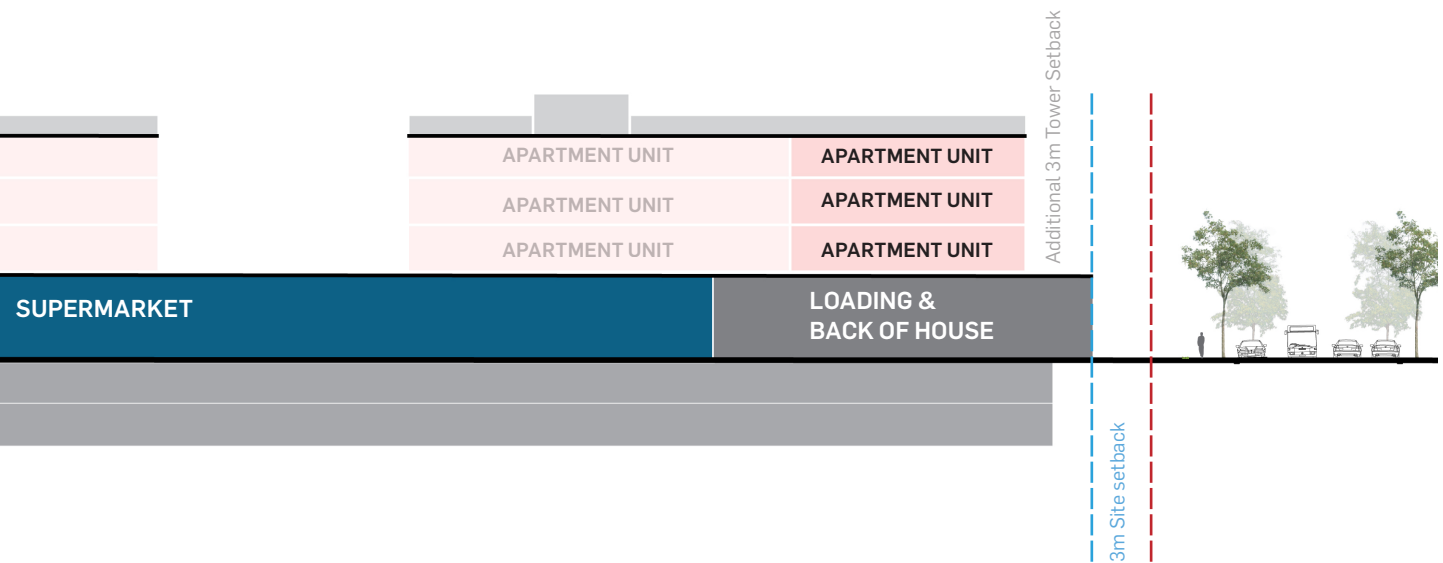 Additional 3m Tower Setback
APARTMENT UNIT
APARTMENT UNIT
APARTMENT UNIT
APARTMENT UNIT
APARTMENT UNIT
APARTMENT UNIT
SUPERMARKET
LOADING &
BACK OF HOUSE
3m Site setback